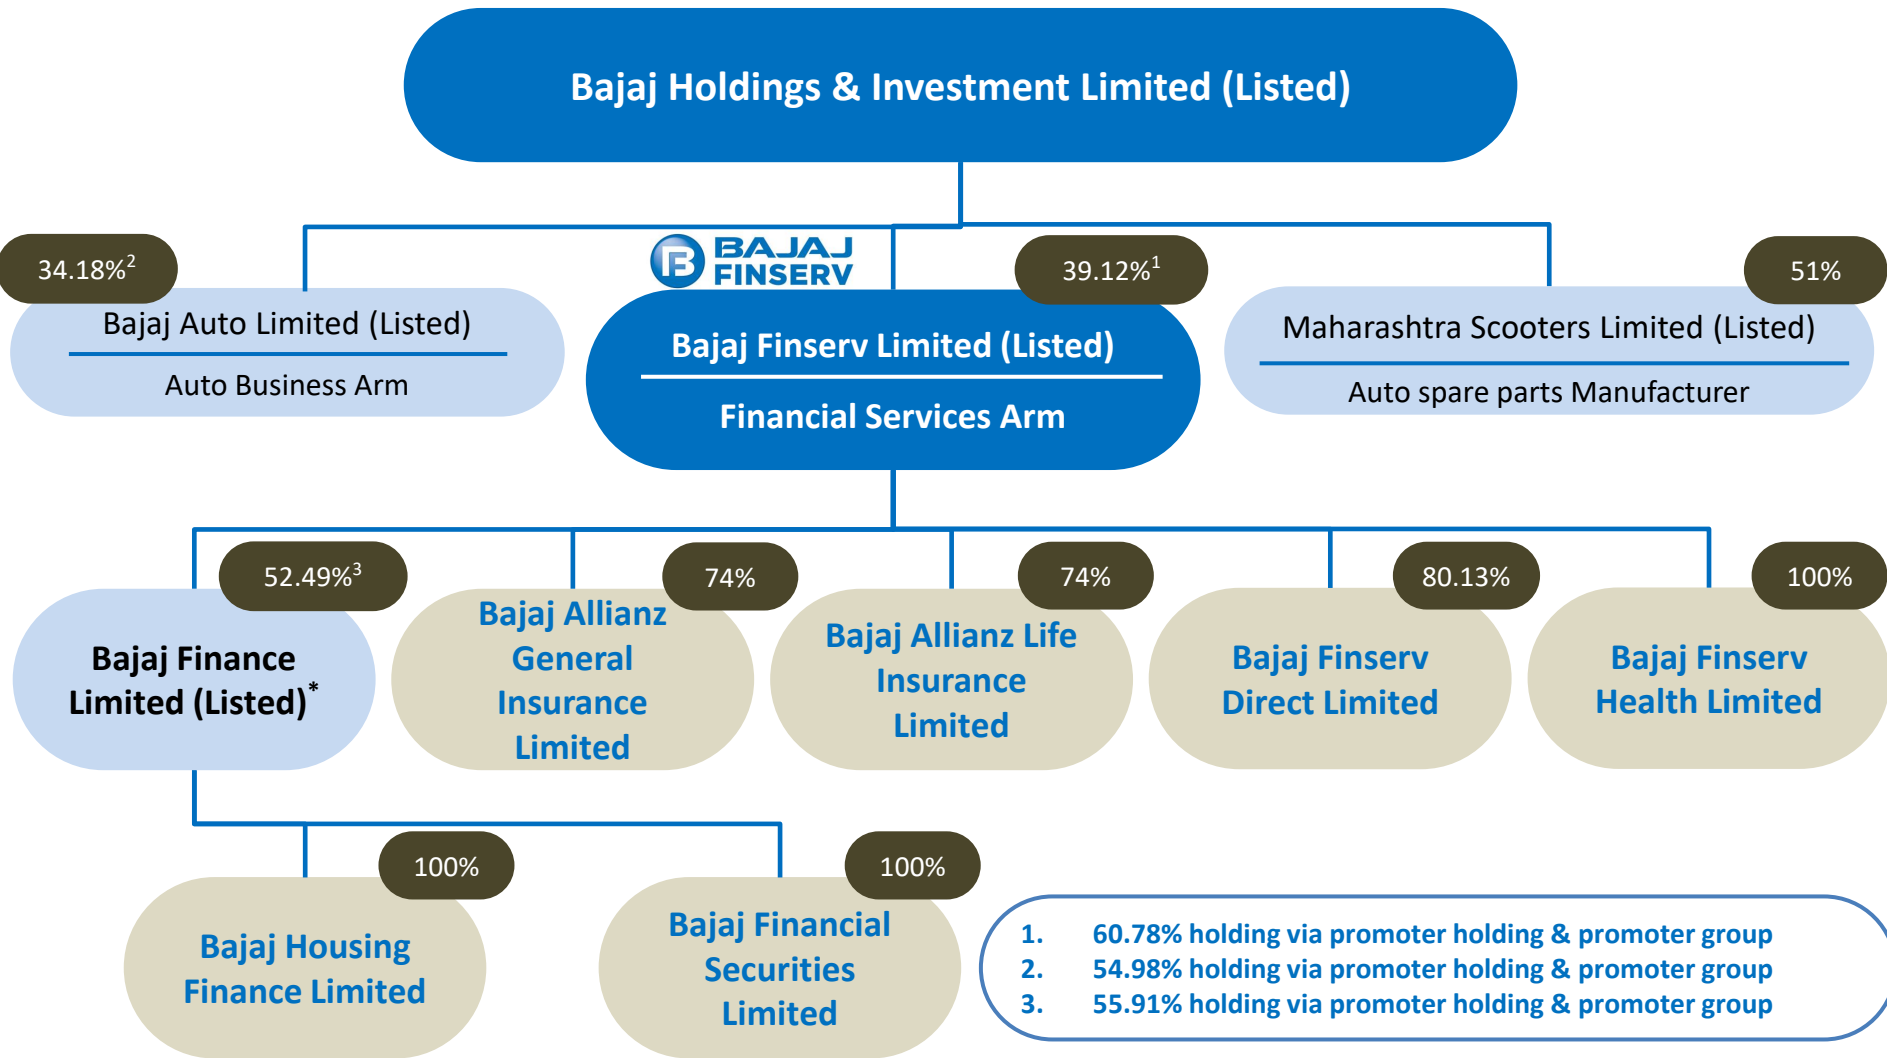 Bajaj Holdings & Investment Limited (Listed)
34.18%2
BAJAJ
FINSERV
39.12%1
51%
Bajaj Auto Limited (Listed)
Auto Business Arm
Bajaj Finserv Limited (Listed)
Financial Services Arm
Maharashtra Scooters Limited (Listed)
Auto spare parts Manufacturer
52.49%3
74%
74%
80.13%
100%
Bajaj Finance
Limited (Listed)*
Bajaj Allianz
General
Insurance
Limited
Bajaj Allianz Life
Insurance
Limited
Bajaj Finserv
Direct Limited
Bajaj Finserv
Health Limited
100%
100%
Bajaj Housing
Finance Limited
Bajaj Financial
Securities
Limited
1. 60.78% holding via promoter holding & promoter group
2. 54.98% holding via promoter holding & promoter group
3. 55.91% holding via promoter holding & promoter group